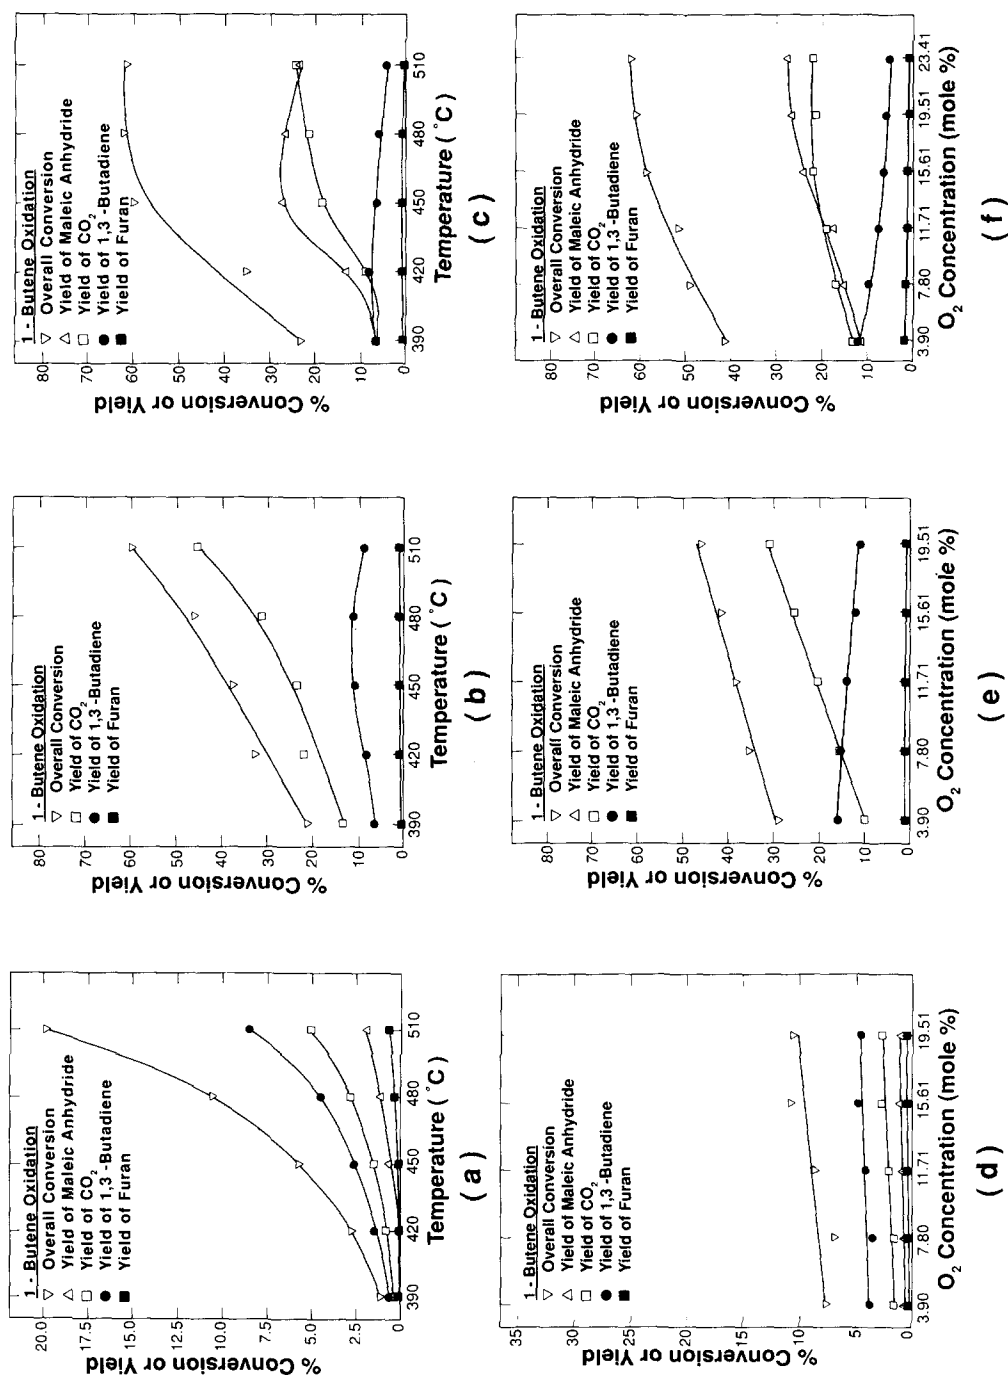 1 - Butene Oxidation
▽ Overall Conversion
△ Yield of Maleic Anhydride
□ Yield of CO2
● Yield of 1,3 -Butadiene
■ Yield of Furan
20.0
17.5
15.0
12.5
10.0
7.5
5.0
2.5
0
% Conversion or Yield
390 420 450 480 510
Temperature ( °C )
( a )
1 - Butene Oxidation
▽ Overall Conversion
□ Yield of CO2
● Yield of 1,3 -Butadiene
■ Yield of Furan
80
70
60
50
40
30
20
10
0
% Conversion or Yield
390 420 450 480 510
Temperature ( °C )
( b )
1 - Butene Oxidation
▽ Overall Conversion
△ Yield of Maleic Anhydride
□ Yield of CO2
● Yield of 1,3 -Butadiene
■ Yield of Furan
80
70
60
50
40
30
20
10
0
% Conversion or Yield
390 420 450 480 510
Temperature ( °C )
( c )
1 - Butene Oxidation
▽ Overall Conversion
△ Yield of Maleic Anhydride
□ Yield of CO2
● Yield of 1,3 -Butadiene
■ Yield of Furan
35
30
25
20
15
10
5
0
% Conversion or Yield
3.90 7.80 11.71 15.61 19.51
O2 Concentration (mole %)
( d )
1 - Butene Oxidation
▽ Overall Conversion
△ Yield of Maleic Anhydride
□ Yield of CO2
● Yield of 1,3 -Butadiene
■ Yield of Furan
80
70
60
50
40
30
20
10
0
% Conversion or Yield
3.90 7.80 11.71 15.61 19.51
O2 Concentration (mole %)
( e )
1 - Butene Oxidation
▽ Overall Conversion
△ Yield of Maleic Anhydride
□ Yield of CO2
● Yield of 1,3 -Butadiene
■ Yield of Furan
80
70
60
50
40
30
20
10
0
% Conversion or Yield
3.90 7.80 11.71 15.61 19.51 23.41
O2 Concentration (mole %)
( f )